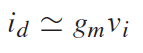 i_d ≃ g_m v_i